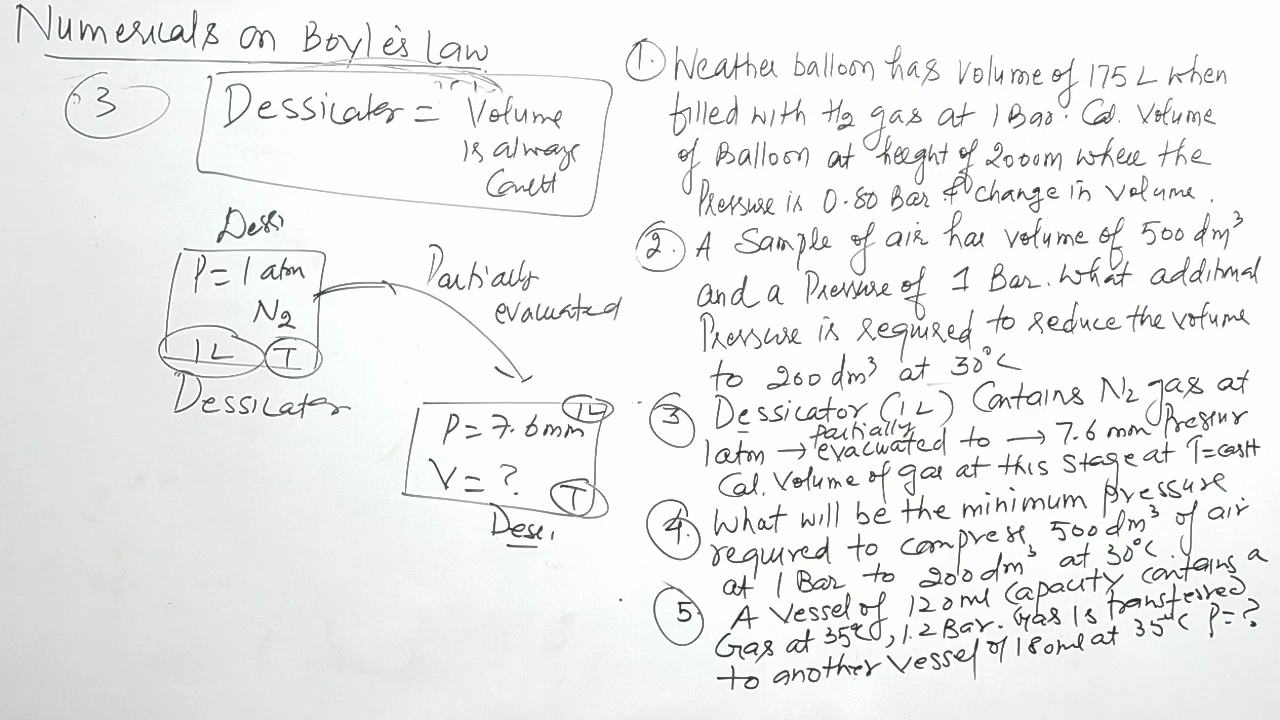 Numericals on Boyle's Law
3
Dessicator = Volume
is always
Constt
Dessi
P = 1 atm
N2
1L T
Dessicator
Partially
evacuated
1L
P = 7.6mm
V = ?
T
Dessi.
1. Weather balloon has volume of 175 L when
filled with H2 gas at 1 Bar. Cal. Volume
of Balloon at height of 2000m where the
Pressure is 0.80 Bar & change in volume.
2. A Sample of air has volume of 500 dm³
and a Pressure of 1 Bar. What additional
Pressure is required to reduce the volume
to 200 dm³ at 30°C
3 Dessicator (1L) Contains N2 gas at
1atm → partially evacuated to → 7.6 mm Pressur
Cal. Volume of gas at this stage at T=constt
4. What will be the minimum pressure
required to compress 500 dm³ of air
at 1 Bar to 200 dm³ at 30°C.
5. A Vessel of 120 ml Capacity contains a
Gas at 35°C, 1.2 Bar. Gas is transferred
to another vessel of 180ml at 35°C P=?